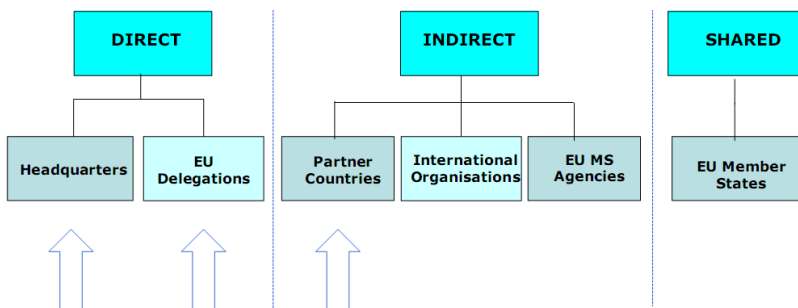 DIRECT
INDIRECT
SHARED
Headquarters
EU
Delegations
Partner
Countries
International
Organisations
EU MS
Agencies
EU Member
States